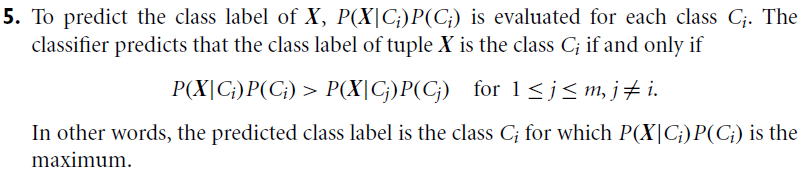 5. To predict the class label of X, P(X|Cᵢ)P(Cᵢ) is evaluated for each class Cᵢ. The
classifier predicts that the class label of tuple X is the class Cᵢ if and only if
P(X|Cᵢ)P(Cᵢ) > P(X|Cⱼ)P(Cⱼ) for 1 ≤ j ≤ m, j ≠ i.
In other words, the predicted class label is the class Cᵢ for which P(X|Cᵢ)P(Cᵢ) is the
maximum.